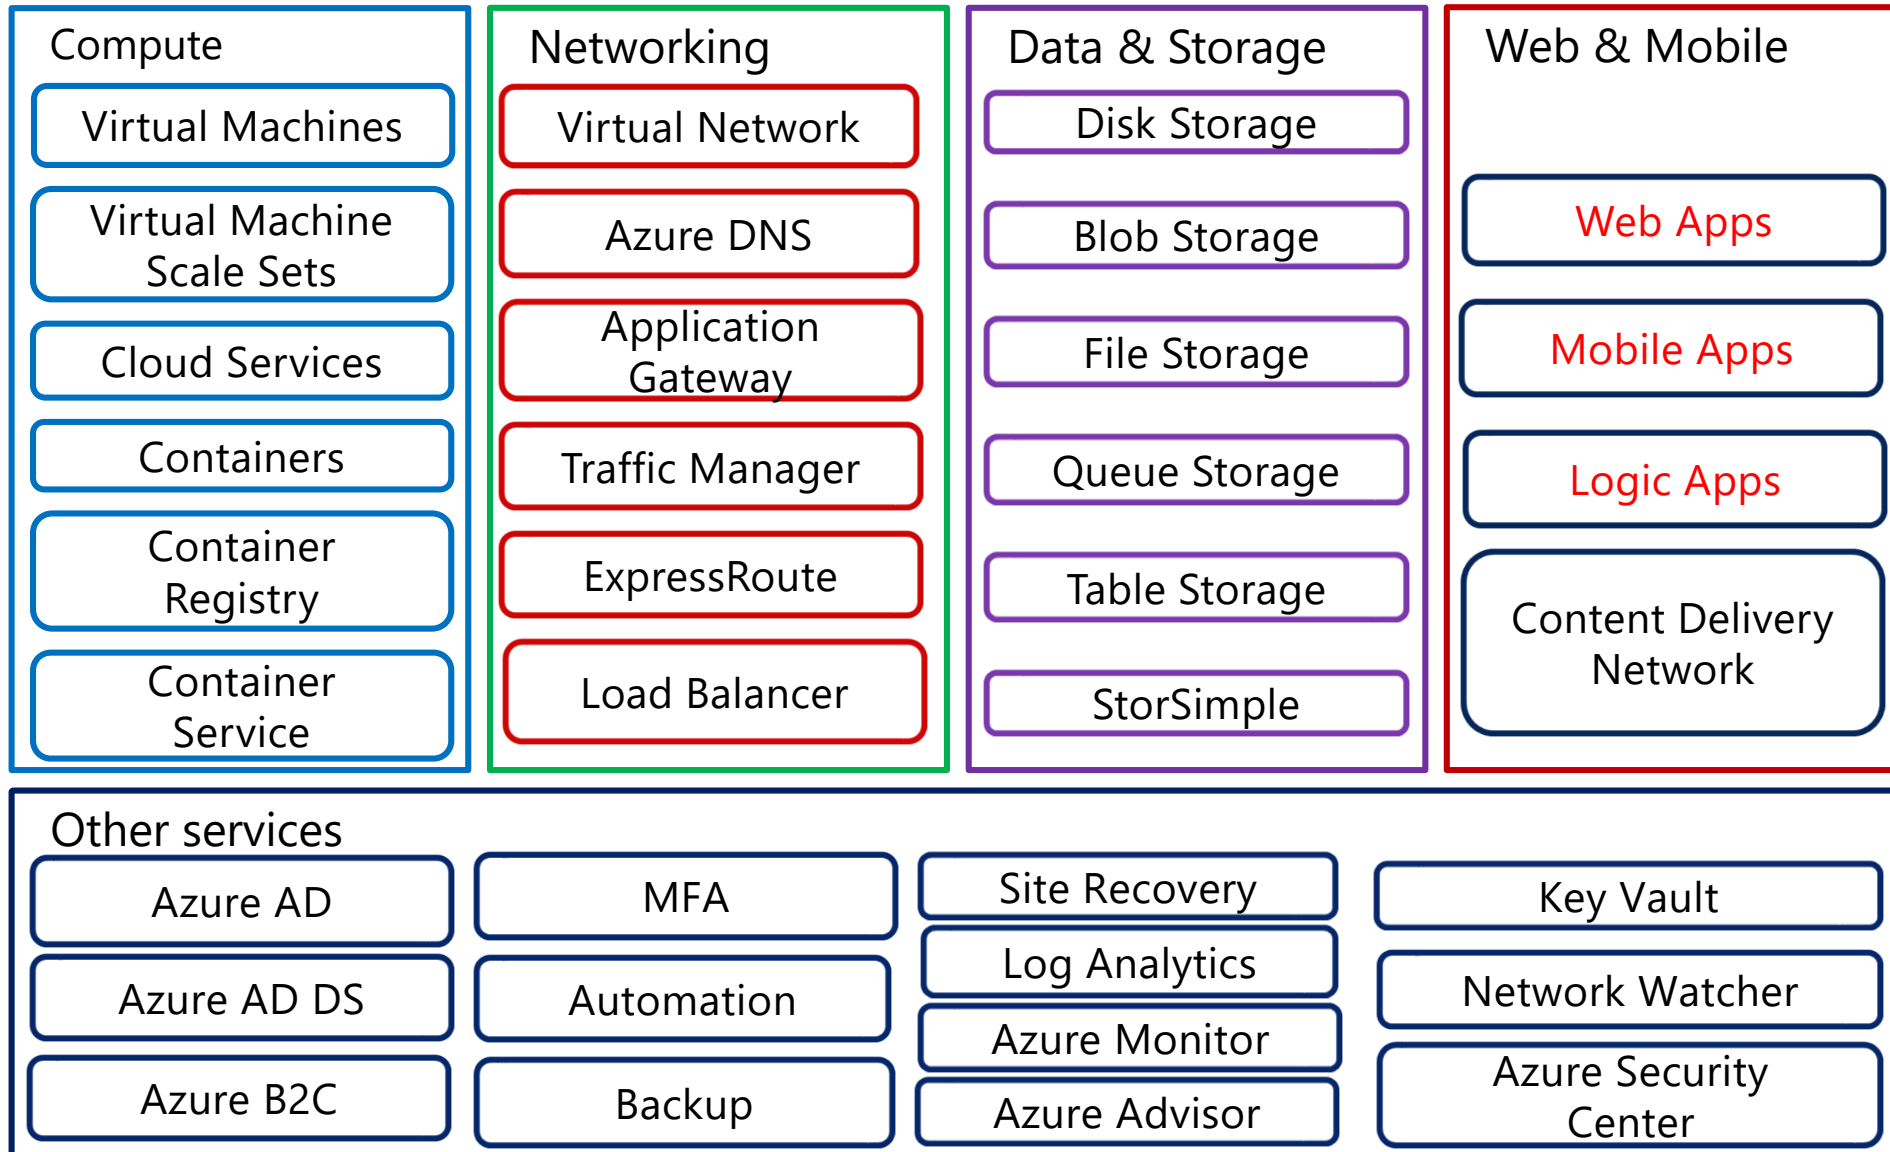 Compute
Virtual Machines
Virtual Machine
Scale Sets
Cloud Services
Containers
Container
Registry
Container
Service
Networking
Virtual Network
Azure DNS
Application
Gateway
Traffic Manager
ExpressRoute
Load Balancer
Data & Storage
Disk Storage
Blob Storage
File Storage
Queue Storage
Table Storage
StorSimple
Web & Mobile
Web Apps
Mobile Apps
Logic Apps
Content Delivery
Network
Other services
Azure AD
Azure AD DS
Azure B2C
MFA
Automation
Backup
Site Recovery
Log Analytics
Azure Monitor
Azure Advisor
Key Vault
Network Watcher
Azure Security
Center